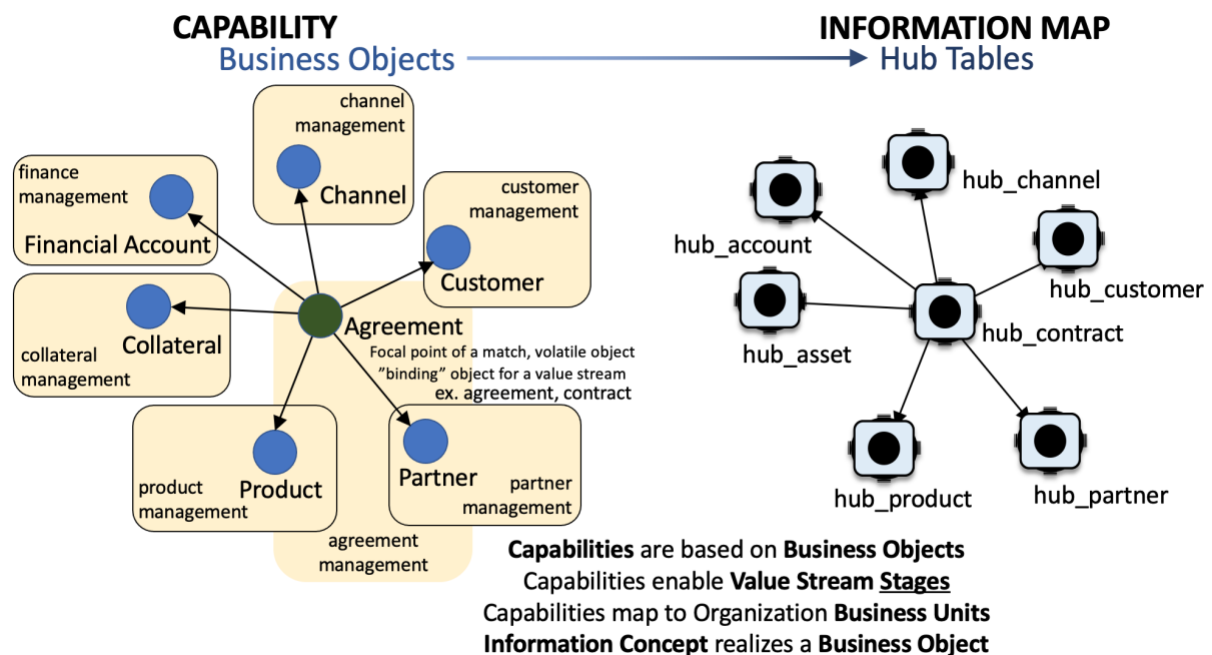 CAPABILITY
Business Objects
INFORMATION MAP
Hub Tables
channel
management
Channel
finance
management
Financial Account
customer
management
Customer
collateral
management
Collateral
Agreement
Focal point of a match, volatile object
”binding” object for a value stream
ex. agreement, contract
product
management
Product
Partner
partner
management
agreement
management
hub_channel
hub_account
hub_customer
hub_asset
hub_contract
hub_product
hub_partner
Capabilities are based on Business Objects
Capabilities enable Value Stream Stages
Capabilities map to Organization Business Units
Information Concept realizes a Business Object